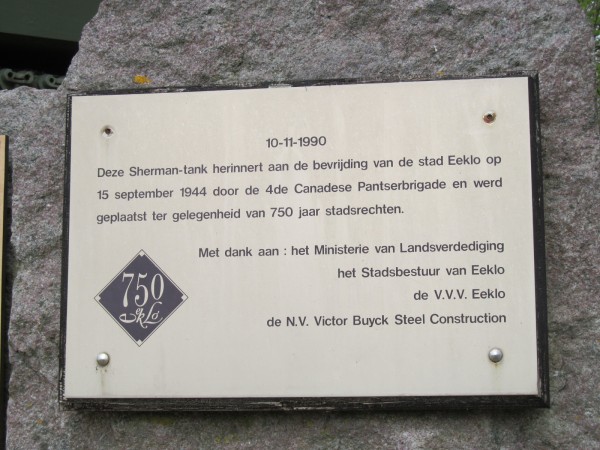 10-11-1990
Deze Sherman-tank herinnert aan de bevrijding van de stad Eeklo op
15 september 1944 door de 4de Canadese Pantserbrigade en werd
geplaatst ter gelegenheid van 750 jaar stadsrechten.
Met dank aan : het Ministerie van Landsverdediging
het Stadsbestuur van Eeklo
de V.V.V. Eeklo
de N.V. Victor Buyck Steel Construction
750
eeklo